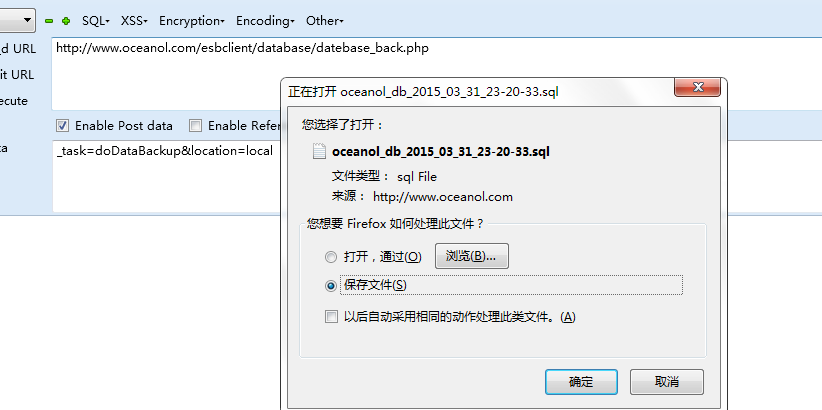 SQL▾ XSS▾ Encryption▾ Encoding▾ Other▾
_d URL
http://www.oceanol.com/esbclient/database/datebase_back.php
it URL
ecute
正在打开 oceanol_db_2015_03_31_23-20-33.sql
您选择了打开：
Enable Post data Enable Refer
oceanol_db_2015_03_31_23-20-33.sql
ta
_task=doDataBackup&location=local
文件类型： sql File
来源： http://www.oceanol.com
您想要 Firefox 如何处理此文件？
打开，通过(O) 浏览(B)...
保存文件(S)
以后自动采用相同的动作处理此类文件。(A)
确定 取消